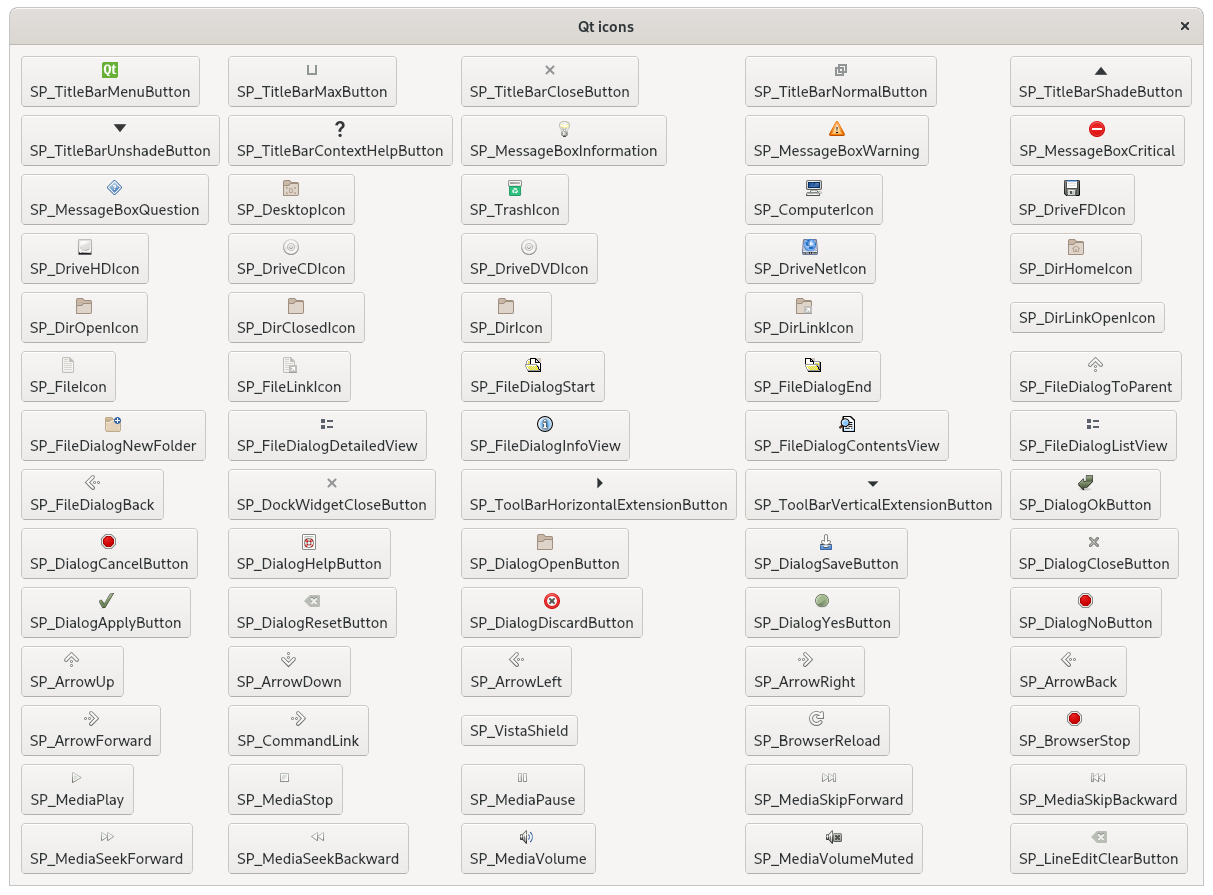 Qt icons
Qt
SP_TitleBarMenuButton SP_TitleBarMaxButton SP_TitleBarCloseButton SP_TitleBarNormalButton SP_TitleBarShadeButton
?
SP_TitleBarUnshadeButton SP_TitleBarContextHelpButton SP_MessageBoxInformation SP_MessageBoxWarning SP_MessageBoxCritical
SP_MessageBoxQuestion SP_DesktopIcon SP_TrashIcon SP_ComputerIcon SP_DriveFDIcon
SP_DriveHDIcon SP_DriveCDIcon SP_DriveDVDIcon SP_DriveNetIcon SP_DirHomeIcon
SP_DirOpenIcon SP_DirClosedIcon SP_DirIcon SP_DirLinkIcon SP_DirLinkOpenIcon
SP_FileIcon SP_FileLinkIcon SP_FileDialogStart SP_FileDialogEnd SP_FileDialogToParent
SP_FileDialogNewFolder SP_FileDialogDetailedView SP_FileDialogInfoView SP_FileDialogContentsView SP_FileDialogListView
SP_FileDialogBack SP_DockWidgetCloseButton SP_ToolBarHorizontalExtensionButton SP_ToolBarVerticalExtensionButton SP_DialogOkButton
SP_DialogCancelButton SP_DialogHelpButton SP_DialogOpenButton SP_DialogSaveButton SP_DialogCloseButton
SP_DialogApplyButton SP_DialogResetButton SP_DialogDiscardButton SP_DialogYesButton SP_DialogNoButton
SP_ArrowUp SP_ArrowDown SP_ArrowLeft SP_ArrowRight SP_ArrowBack
SP_ArrowForward SP_CommandLink SP_VistaShield SP_BrowserReload SP_BrowserStop
SP_MediaPlay SP_MediaStop SP_MediaPause SP_MediaSkipForward SP_MediaSkipBackward
SP_MediaSeekForward SP_MediaSeekBackward SP_MediaVolume SP_MediaVolumeMuted SP_LineEditClearButton